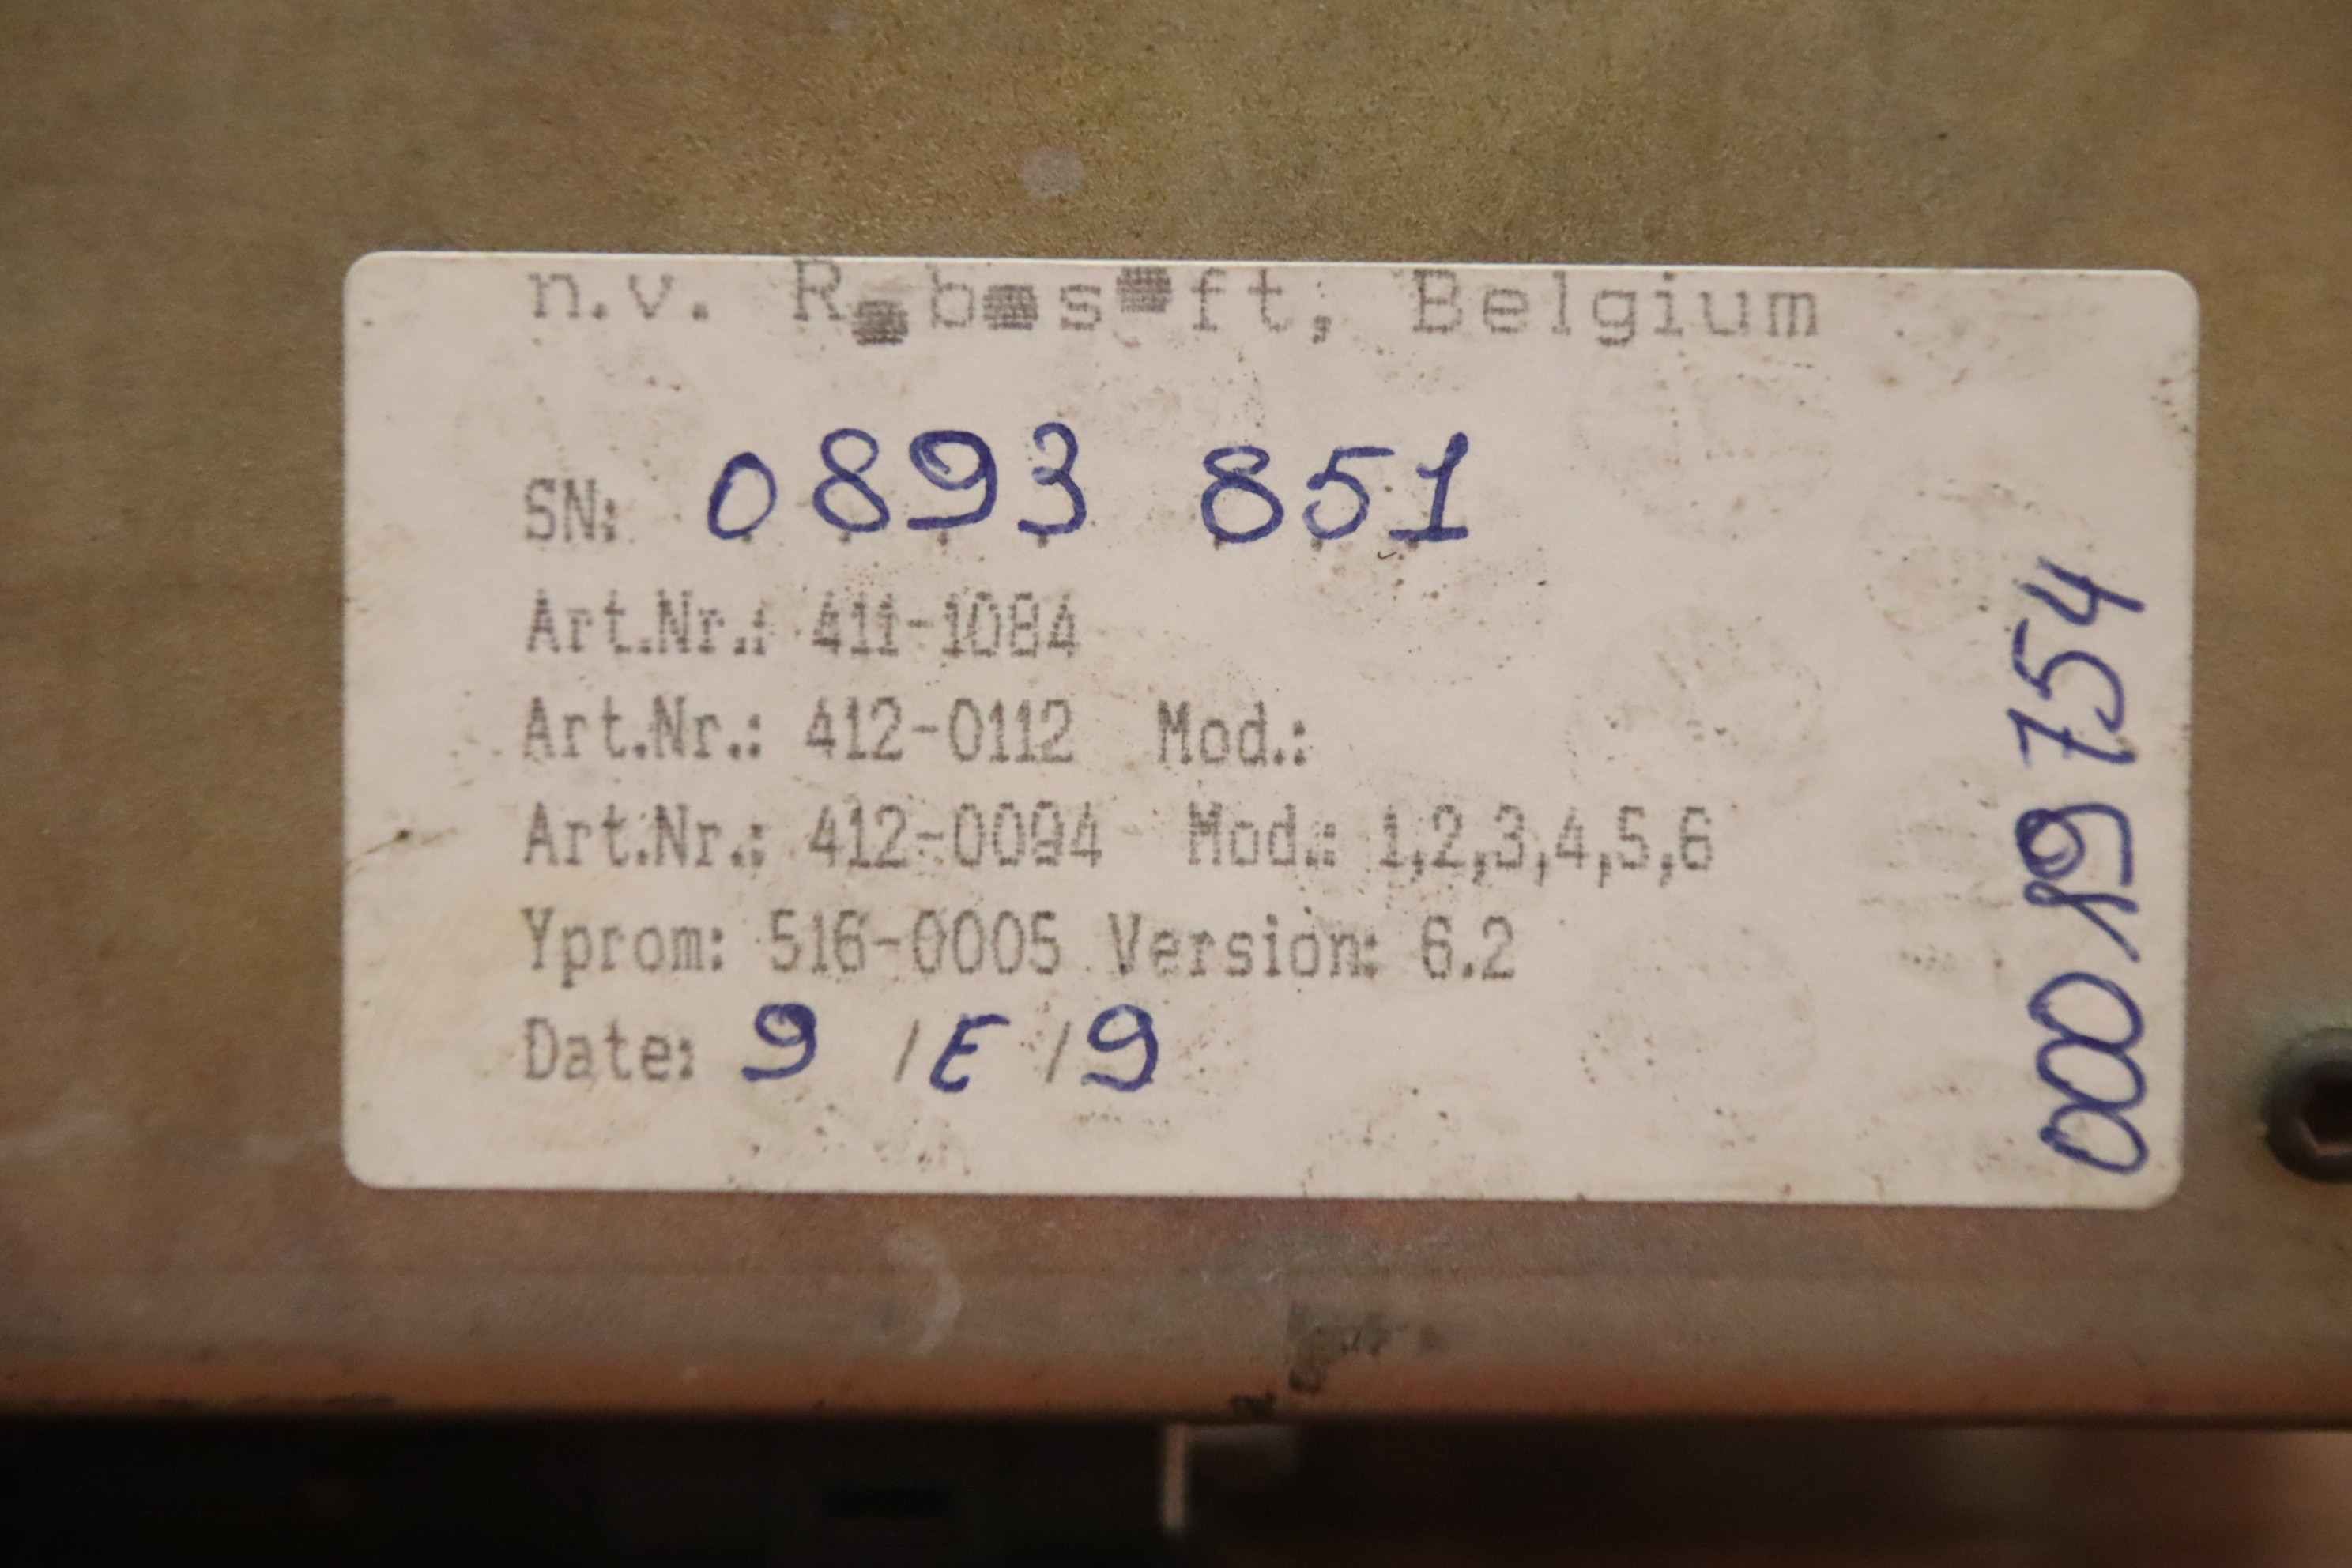 n.v. R▄b■s▀ft, Belgium
SN: 0893 851
Art.Nr.: 411-1084
Art.Nr.: 412-0112 Mod.:
Art.Nr.: 412-0094 Mod.: 1,2,3,4,5,6
Yprom: 516-0005 Version: 6.2
Date: 9 /E /9
00019754